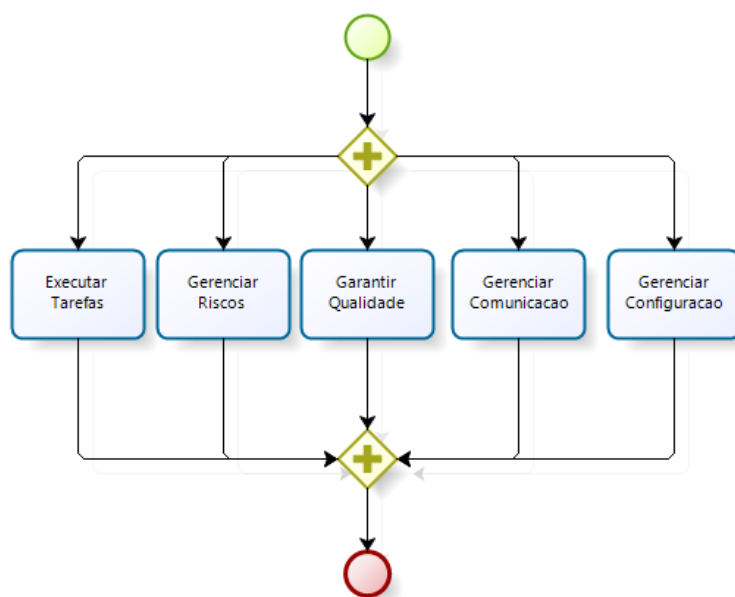 Executar
Tarefas
Gerenciar
Riscos
Garantir
Qualidade
Gerenciar
Comunicacao
Gerenciar
Configuracao